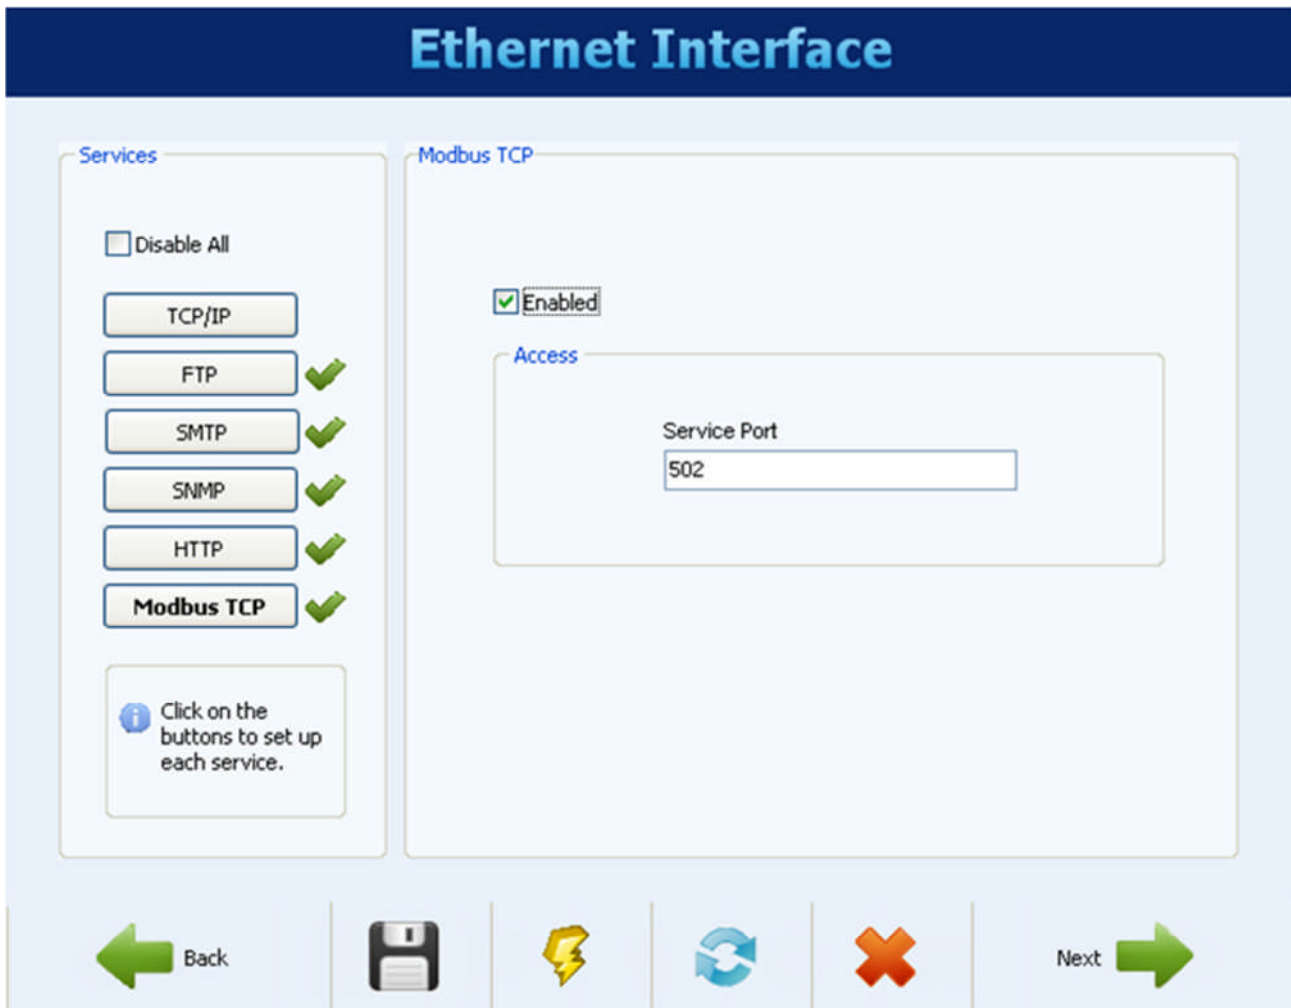 Ethernet Interface
Services
Disable All
TCP/IP
FTP
SMTP
SNMP
HTTP
Modbus TCP
Click on the
buttons to set up
each service.
Modbus TCP
Enabled
Access
Service Port
502
Back
Next